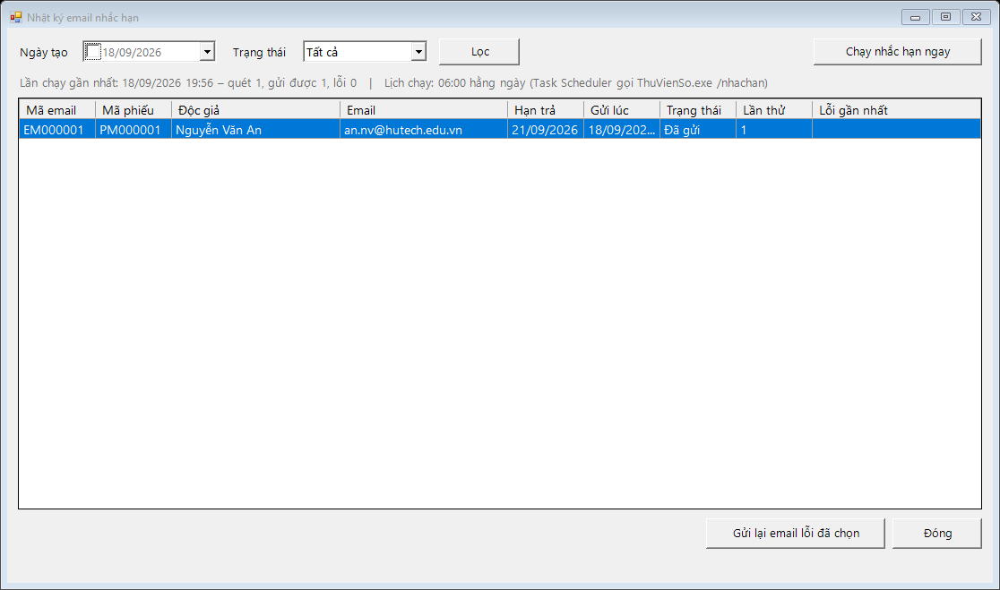 Nhật ký email nhắc hạn
Ngày tạo 18/09/2026 Trạng thái Tất cả Lọc Chạy nhắc hạn ngay
Lần chạy gần nhất: 18/09/2026 19:56 – quét 1, gửi được 1, lỗi 0 | Lịch chạy: 06:00 hằng ngày (Task Scheduler gọi ThuVienSo.exe /nhachan)
Mã email Mã phiếu Độc giả Email Hạn trả Gửi lúc Trạng thái Lần thử Lỗi gần nhất
EM000001 PM000001 Nguyễn Văn An an.nv@hutech.edu.vn 21/09/2026 18/09/202... Đã gửi 1
Gửi lại email lỗi đã chọn Đóng